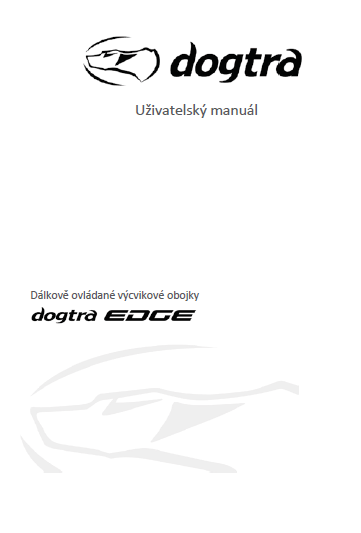 dogtra
Uživatelský manuál
Dálkově ovládané výcvikové obojky
dogtra EDGE